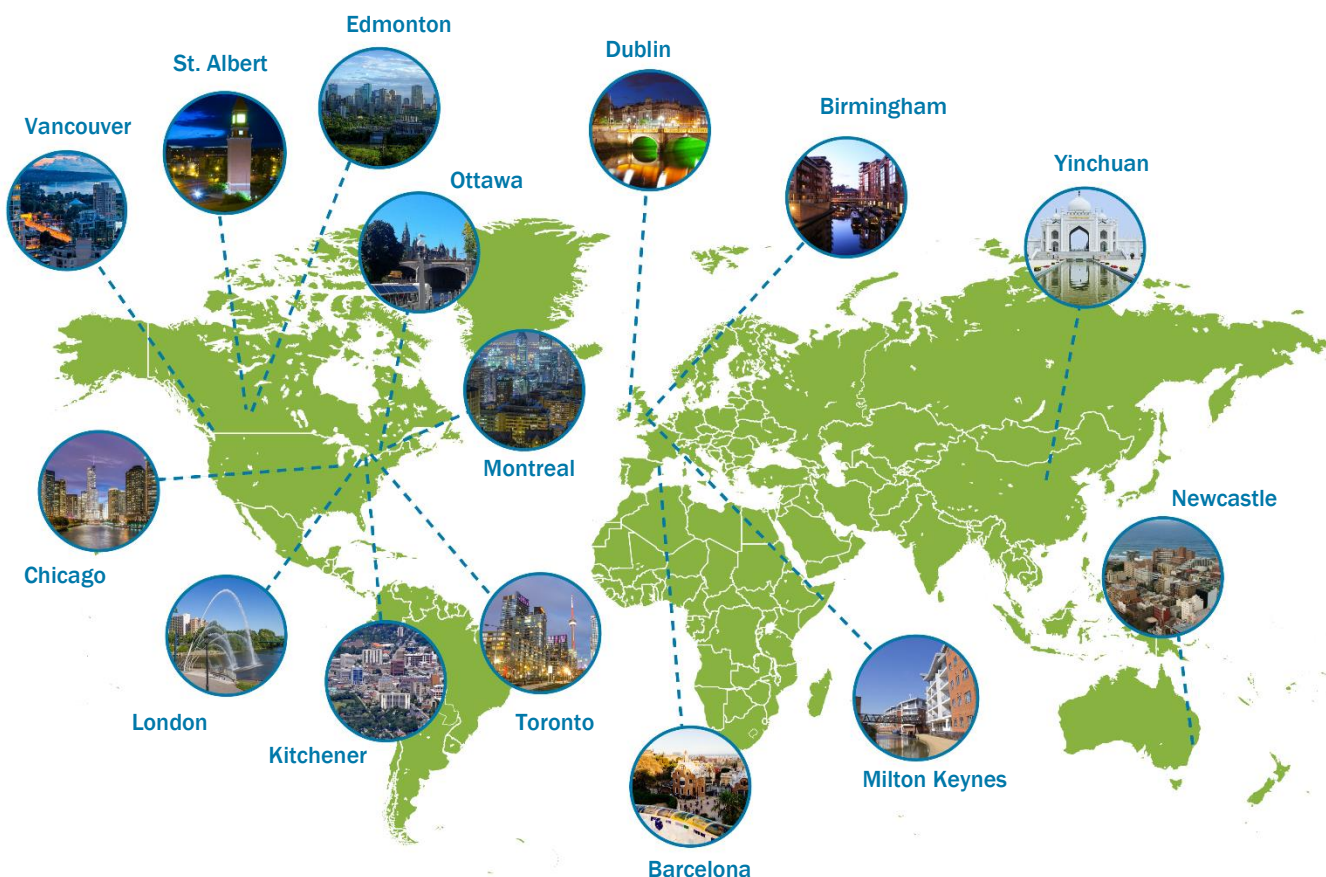 Edmonton
Dublin
St. Albert
Birmingham
Vancouver
Yinchuan
Ottawa
Montreal
Newcastle
Chicago
London
Toronto
Kitchener
Milton Keynes
Barcelona